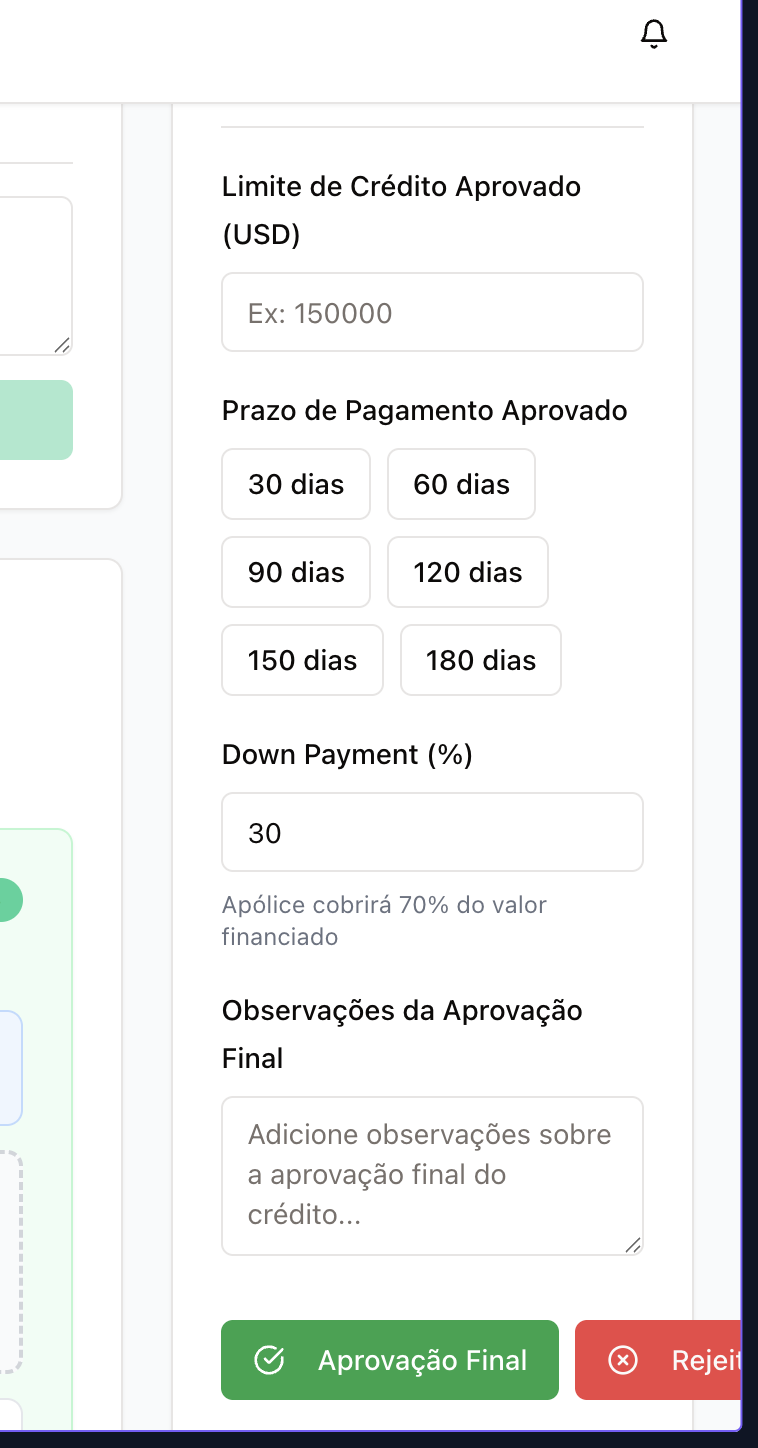 Limite de Crédito Aprovado
(USD)
Ex: 150000
Prazo de Pagamento Aprovado
30 dias
60 dias
90 dias
120 dias
150 dias
180 dias
Down Payment (%)
30
Apólice cobrirá 70% do valor
financiado
Observações da Aprovação
Final
Adicione observações sobre
a aprovação final do
crédito...
Aprovação Final